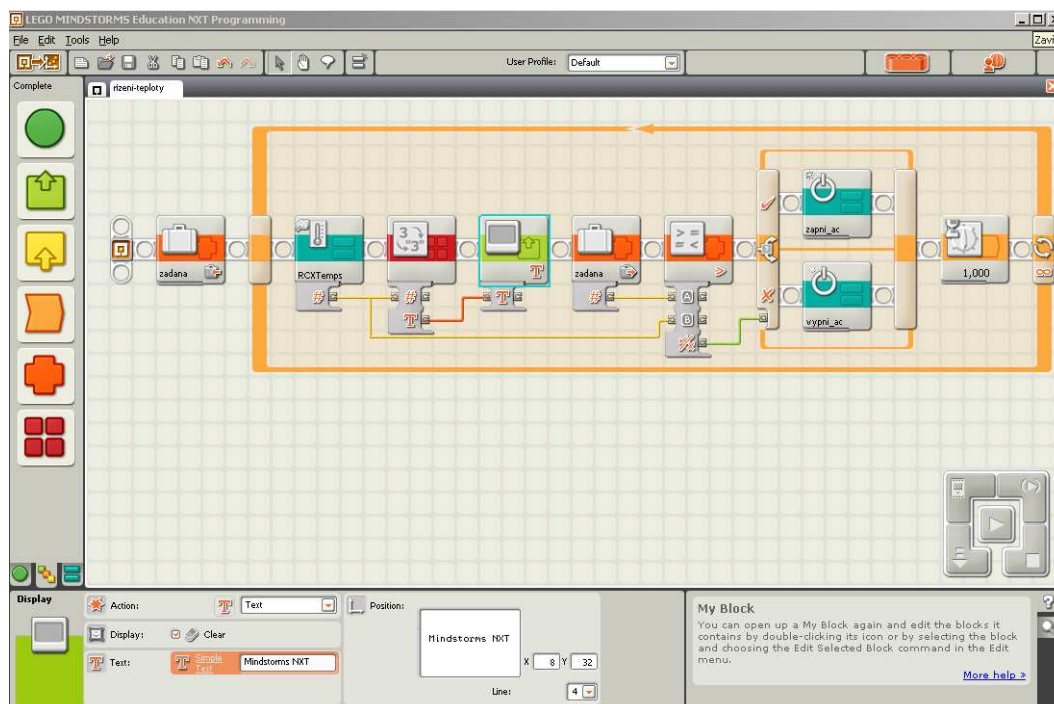 LEGO MINDSTORMS Education NXT Programming
File Edit Tools Help
Zavi
User Profile: Default
Complete
rizeni-teploty
3
"3"
> =
= <
zapni_ac
zadana
RCXTemps
T
zadana
>
1,000
#
#
T
#
A
T
B
vypni_ac
Display
Action: T Text
Display: Clear
Text: T Simple Text Mindstorms NXT
Position:
Mindstorms NXT
X 8 Y 32
Line: 4
My Block
You can open up a My Block again and edit the blocks it
contains by double-clicking its icon or by selecting the block
and choosing the Edit Selected Block command in the Edit
menu.
More help »
?